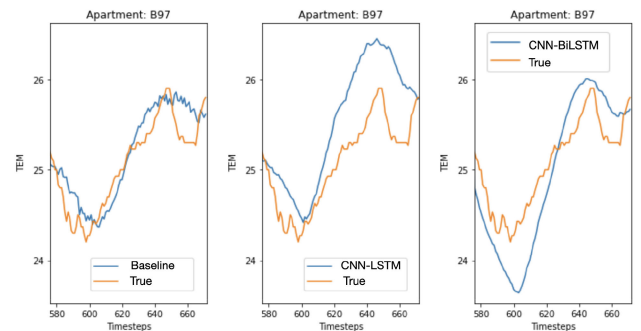 Apartment: B97
26
25
24
TEM
Baseline
True
580 600 620 640 660
Timesteps
Apartment: B97
26
25
24
TEM
CNN-LSTM
True
580 600 620 640 660
Timesteps
Apartment: B97
CNN-BiLSTM
True
26
25
24
TEM
580 600 620 640 660
Timesteps